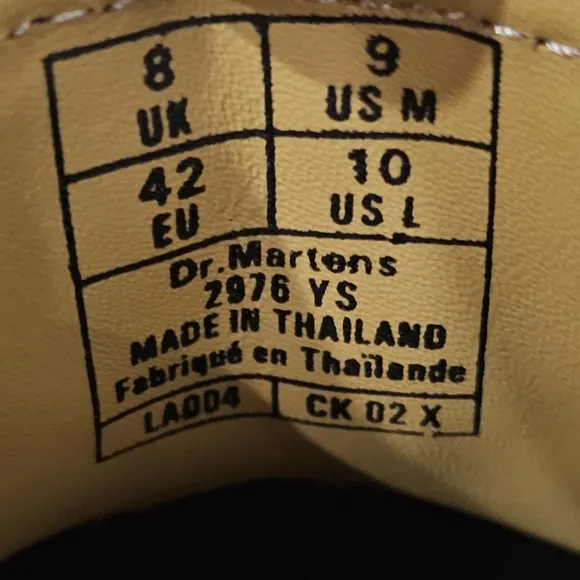 8 UK
9 US M
42 EU
10 US L
Dr.Martens
2976 YS
MADE IN THAILAND
Fabriqué en Thaïlande
LA004
CK 02 X